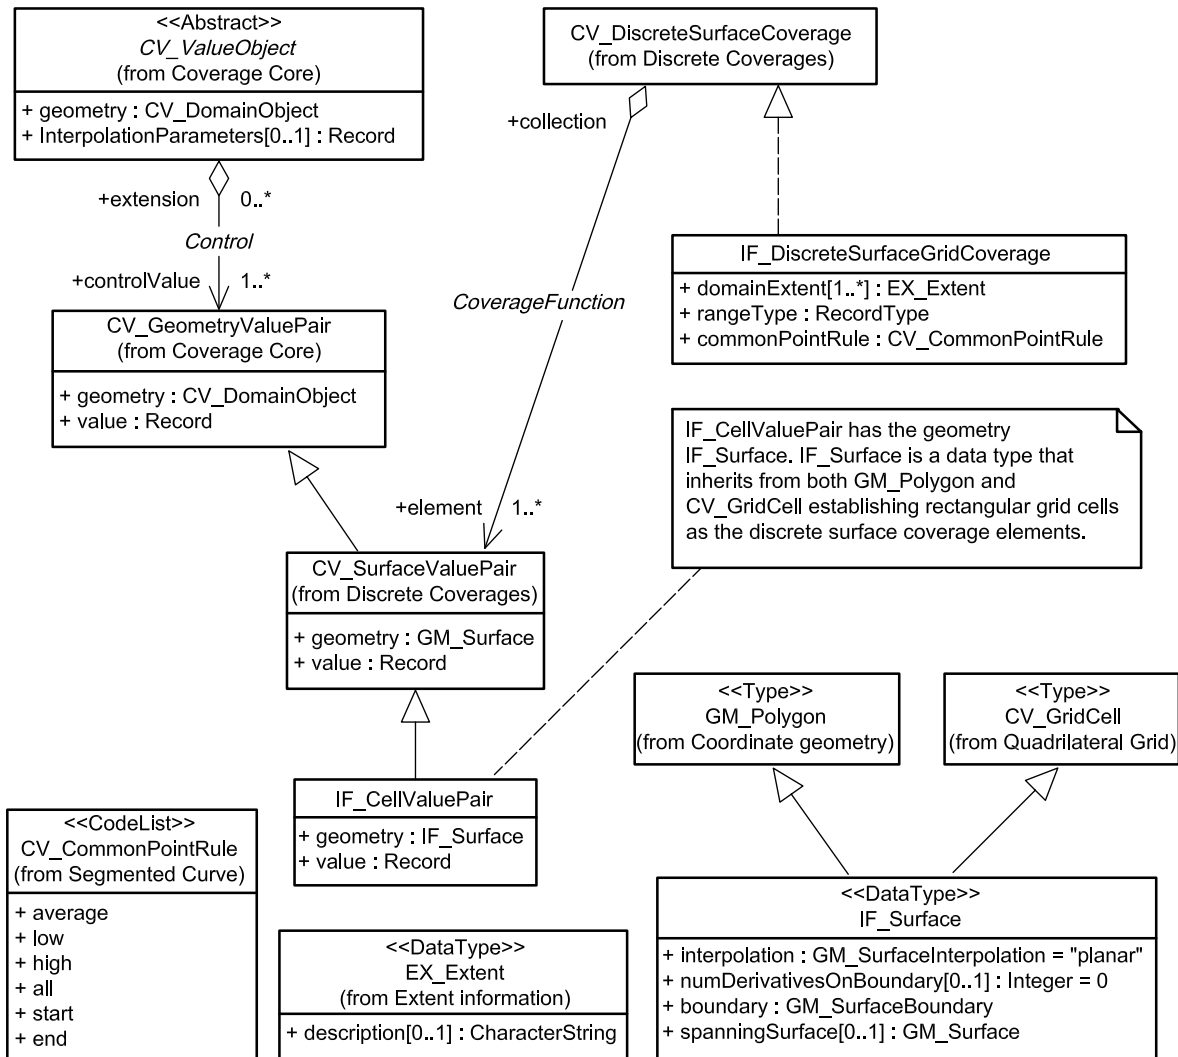 <<Abstract>>
CV_ValueObject
(from Coverage Core)
+ geometry : CV_DomainObject
+ InterpolationParameters[0..1] : Record
+extension
0..*
Control
+controlValue
1..*
CV_GeometryValuePair
(from Coverage Core)
+ geometry : CV_DomainObject
+ value : Record
CV_DiscreteSurfaceCoverage
(from Discrete Coverages)
+collection
CoverageFunction
+element
1..*
IF_DiscreteSurfaceGridCoverage
+ domainExtent[1..*] : EX_Extent
+ rangeType : RecordType
+ commonPointRule : CV_CommonPointRule
IF_CellValuePair has the geometry
IF_Surface. IF_Surface is a data type that
inherits from both GM_Polygon and
CV_GridCell establishing rectangular grid cells
as the discrete surface coverage elements.
CV_SurfaceValuePair
(from Discrete Coverages)
+ geometry : GM_Surface
+ value : Record
<<Type>>
GM_Polygon
(from Coordinate geometry)
<<Type>>
CV_GridCell
(from Quadrilateral Grid)
IF_CellValuePair
+ geometry : IF_Surface
+ value : Record
<<CodeList>>
CV_CommonPointRule
(from Segmented Curve)
+ average
+ low
+ high
+ all
+ start
+ end
<<DataType>>
EX_Extent
(from Extent information)
+ description[0..1] : CharacterString
<<DataType>>
IF_Surface
+ interpolation : GM_SurfaceInterpolation = "planar"
+ numDerivativesOnBoundary[0..1] : Integer = 0
+ boundary : GM_SurfaceBoundary
+ spanningSurface[0..1] : GM_Surface